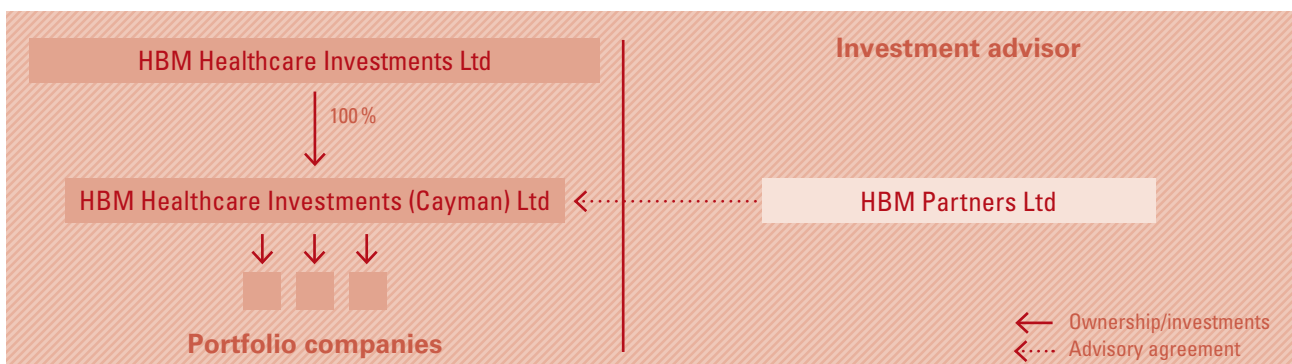 HBM Healthcare Investments Ltd
Investment advisor
100 %
HBM Healthcare Investments (Cayman) Ltd
HBM Partners Ltd
Portfolio companies
Ownership/investments
Advisory agreement